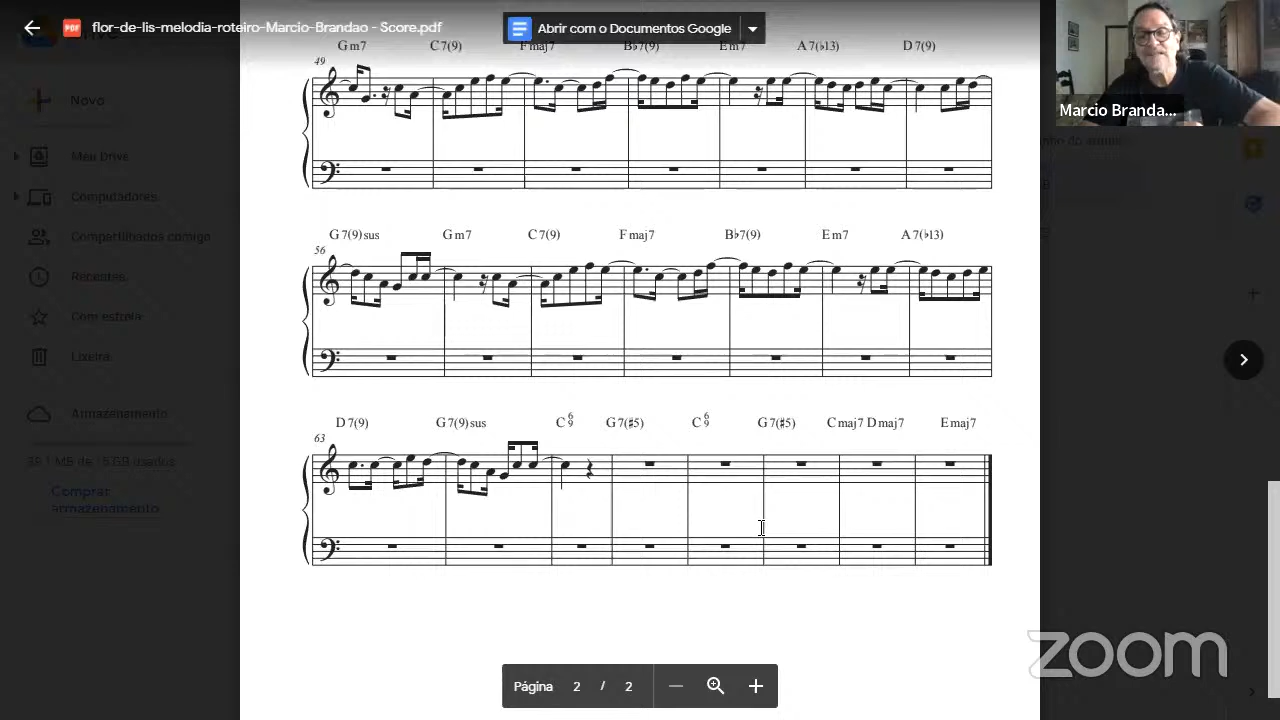 flor-de-lis-melodia-roteiro-Marcio-Brandao - Score.pdf
PDF
Abrir com o Documentos Google
Marcio Branda...
Novo
Meu Drive
Computadores
Compartilhados comigo
Recentes
Com estrela
Lixeira
Armazenamento
Comprar
armazenamento
Gm7 C7(9) Fmaj7 B♭7(9) Em7 A7(♭13) D7(9)
49
G7(9)sus Gm7 C7(9) Fmaj7 B♭7(9) Em7 A7(♭13)
56
D7(9) G7(9)sus C6/9 G7(♯5) C6/9 G7(♯5) Cmaj7 Dmaj7 Emaj7
63
zoom
Página 2 / 2